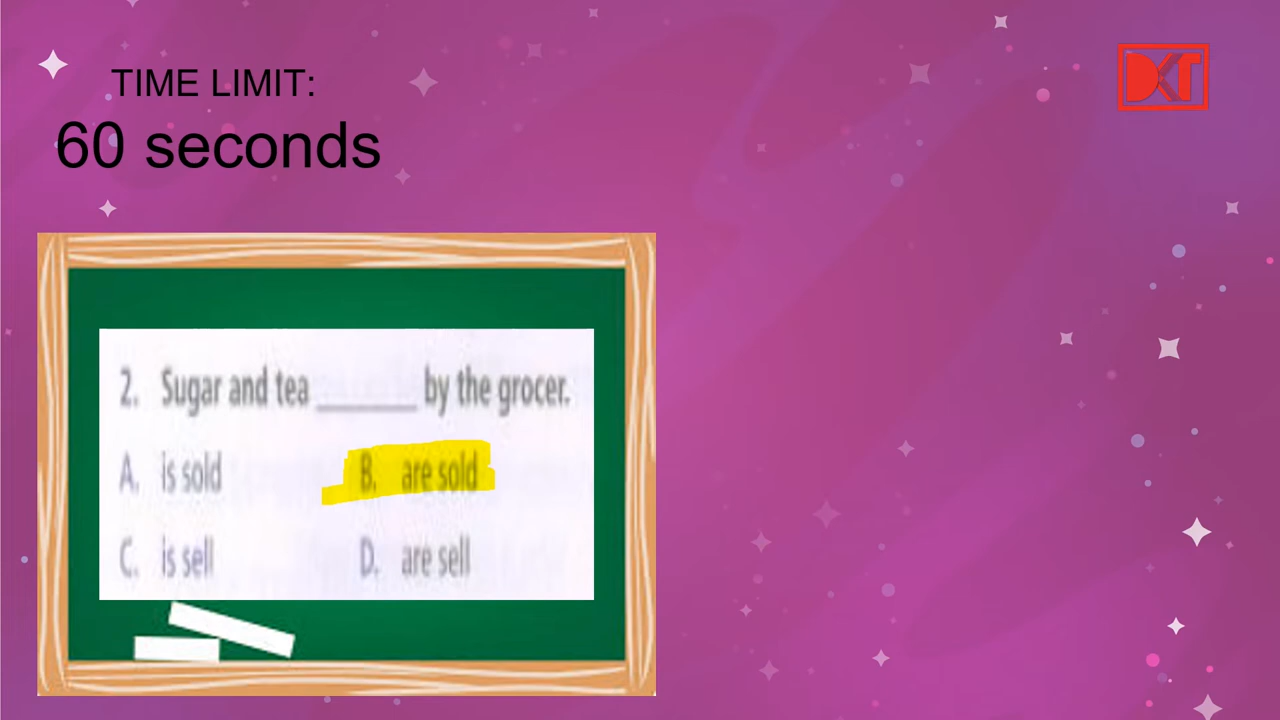 TIME LIMIT:
60 seconds
DKT
2. Sugar and tea ________ by the grocer.
A. is sold B. are sold
C. is sell D. are sell